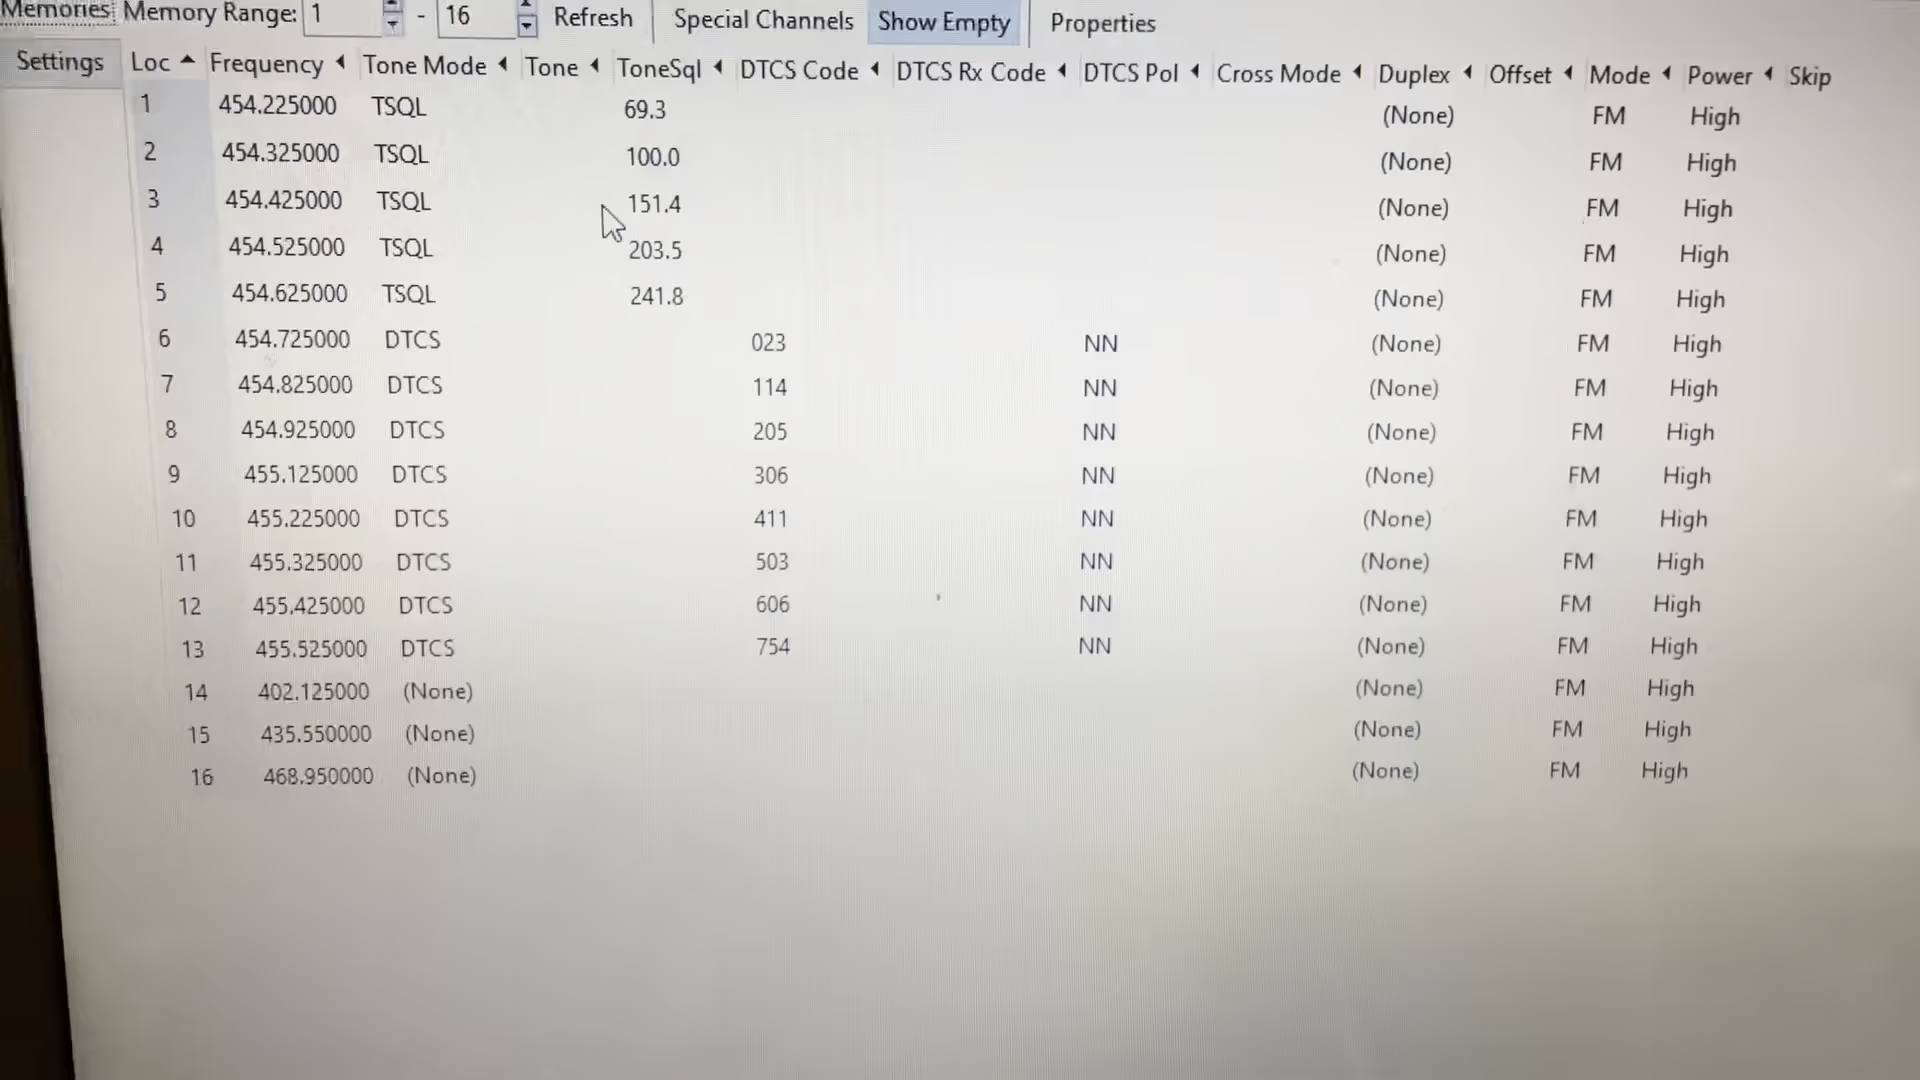 Memories Memory Range: 1 - 16 Refresh Special Channels Show Empty Properties
Settings Loc Frequency Tone Mode Tone ToneSql DTCS Code DTCS Rx Code DTCS Pol Cross Mode Duplex Offset Mode Power Skip
1 454.225000 TSQL 69.3 (None) FM High
2 454.325000 TSQL 100.0 (None) FM High
3 454.425000 TSQL 151.4 (None) FM High
4 454.525000 TSQL 203.5 (None) FM High
5 454.625000 TSQL 241.8 (None) FM High
6 454.725000 DTCS 023 NN (None) FM High
7 454.825000 DTCS 114 NN (None) FM High
8 454.925000 DTCS 205 NN (None) FM High
9 455.125000 DTCS 306 NN (None) FM High
10 455.225000 DTCS 411 NN (None) FM High
11 455.325000 DTCS 503 NN (None) FM High
12 455.425000 DTCS 606 NN (None) FM High
13 455.525000 DTCS 754 NN (None) FM High
14 402.125000 (None) (None) FM High
15 435.550000 (None) (None) FM High
16 468.950000 (None) (None) FM High